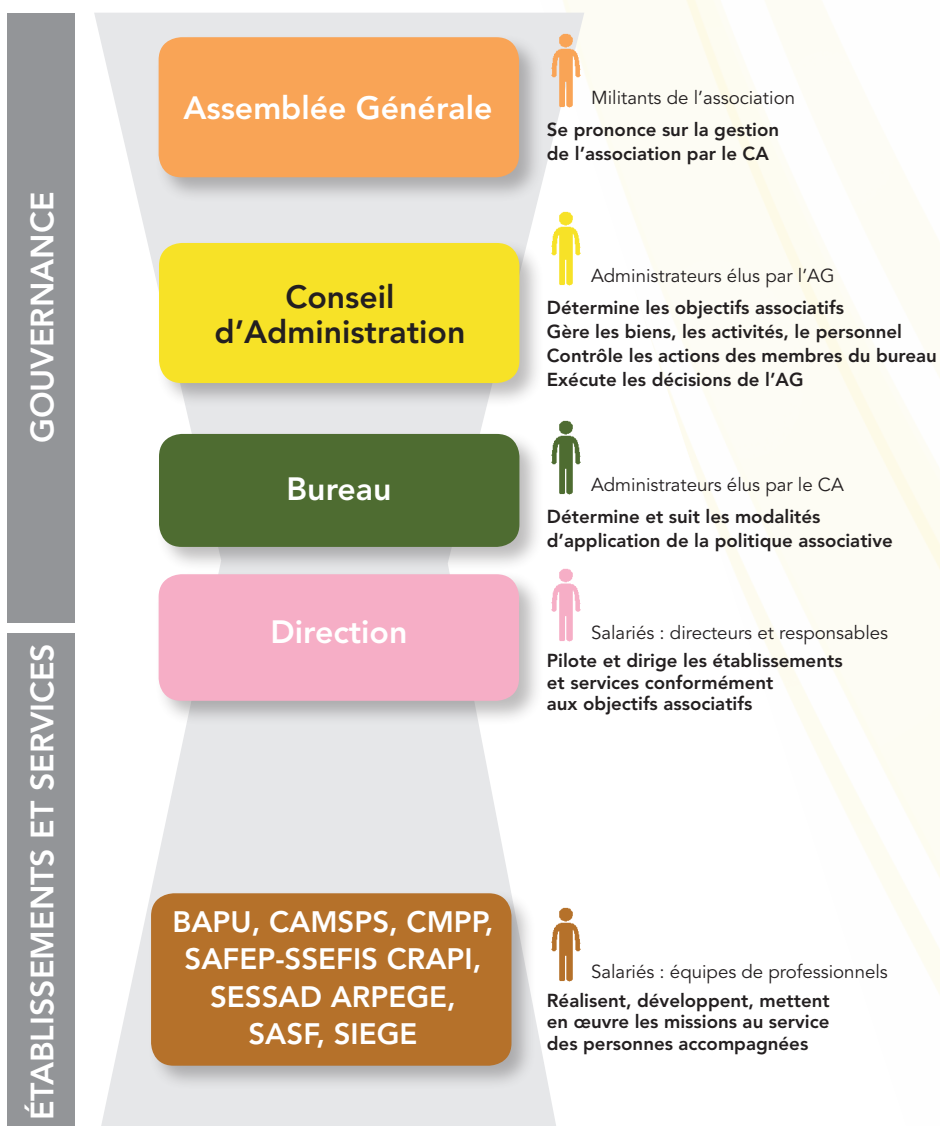 GOUVERNANCE
Assemblée Générale
Militants de l'association
Se prononce sur la gestion
de l'association par le CA
Conseil
d'Administration
Administrateurs élus par l'AG
Détermine les objectifs associatifs
Gère les biens, les activités, le personnel
Contrôle les actions des membres du bureau
Exécute les décisions de l'AG
Bureau
Administrateurs élus par le CA
Détermine et suit les modalités
d'application de la politique associative
Direction
Salariés : directeurs et responsables
Pilote et dirige les établissements
et services conformément
aux objectifs associatifs
ÉTABLISSEMENTS ET SERVICES
BAPU, CAMSPS, CMPP,
SAFEP-SSEFIS CRAPI,
SESSAD ARPEGE,
SASF, SIEGE
Salariés : équipes de professionnels
Réalisent, développent, mettent
en œuvre les missions au service
des personnes accompagnées